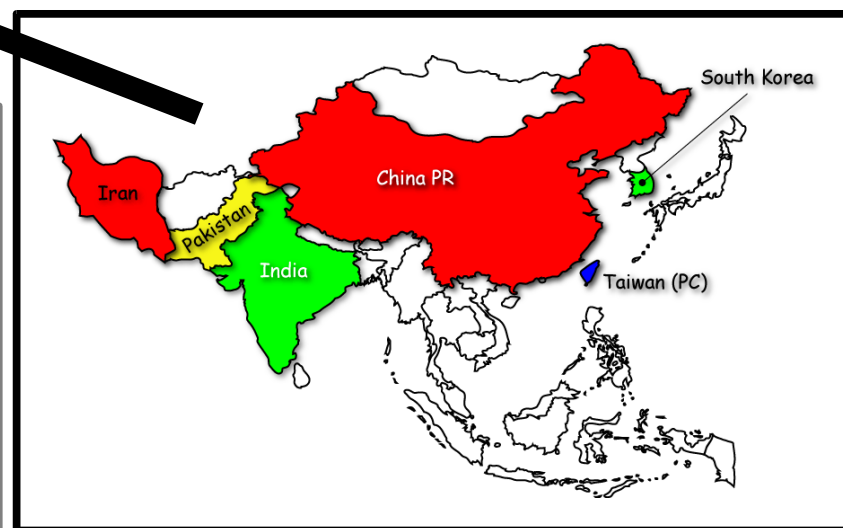 South Korea
China PR
Iran
Pakistan
India
Taiwan (PC)